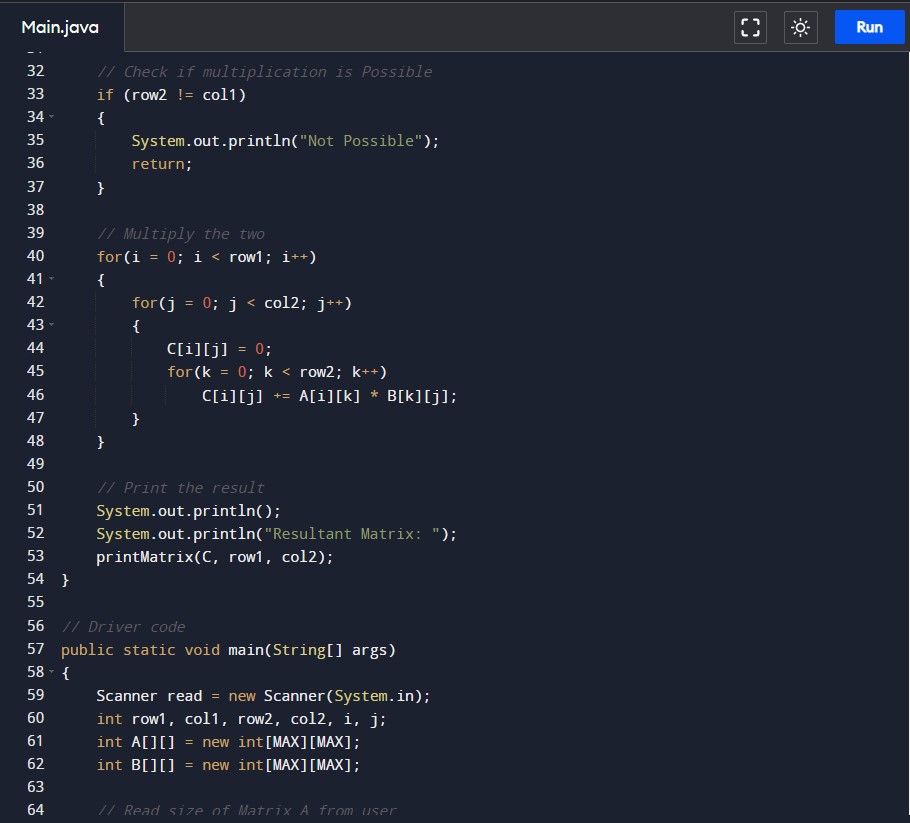 Main.java
Run
32 // Check if multiplication is Possible
33 if (row2 != col1)
34 {
35 System.out.println("Not Possible");
36 return;
37 }
38
39 // Multiply the two
40 for(i = 0; i < row1; i++)
41 {
42 for(j = 0; j < col2; j++)
43 {
44 C[i][j] = 0;
45 for(k = 0; k < row2; k++)
46 C[i][j] += A[i][k] * B[k][j];
47 }
48 }
49
50 // Print the result
51 System.out.println();
52 System.out.println("Resultant Matrix: ");
53 printMatrix(C, row1, col2);
54 }
55
56 // Driver code
57 public static void main(String[] args)
58 {
59 Scanner read = new Scanner(System.in);
60 int row1, col1, row2, col2, i, j;
61 int A[][] = new int[MAX][MAX];
62 int B[][] = new int[MAX][MAX];
63
64 // Read size of Matrix A from user